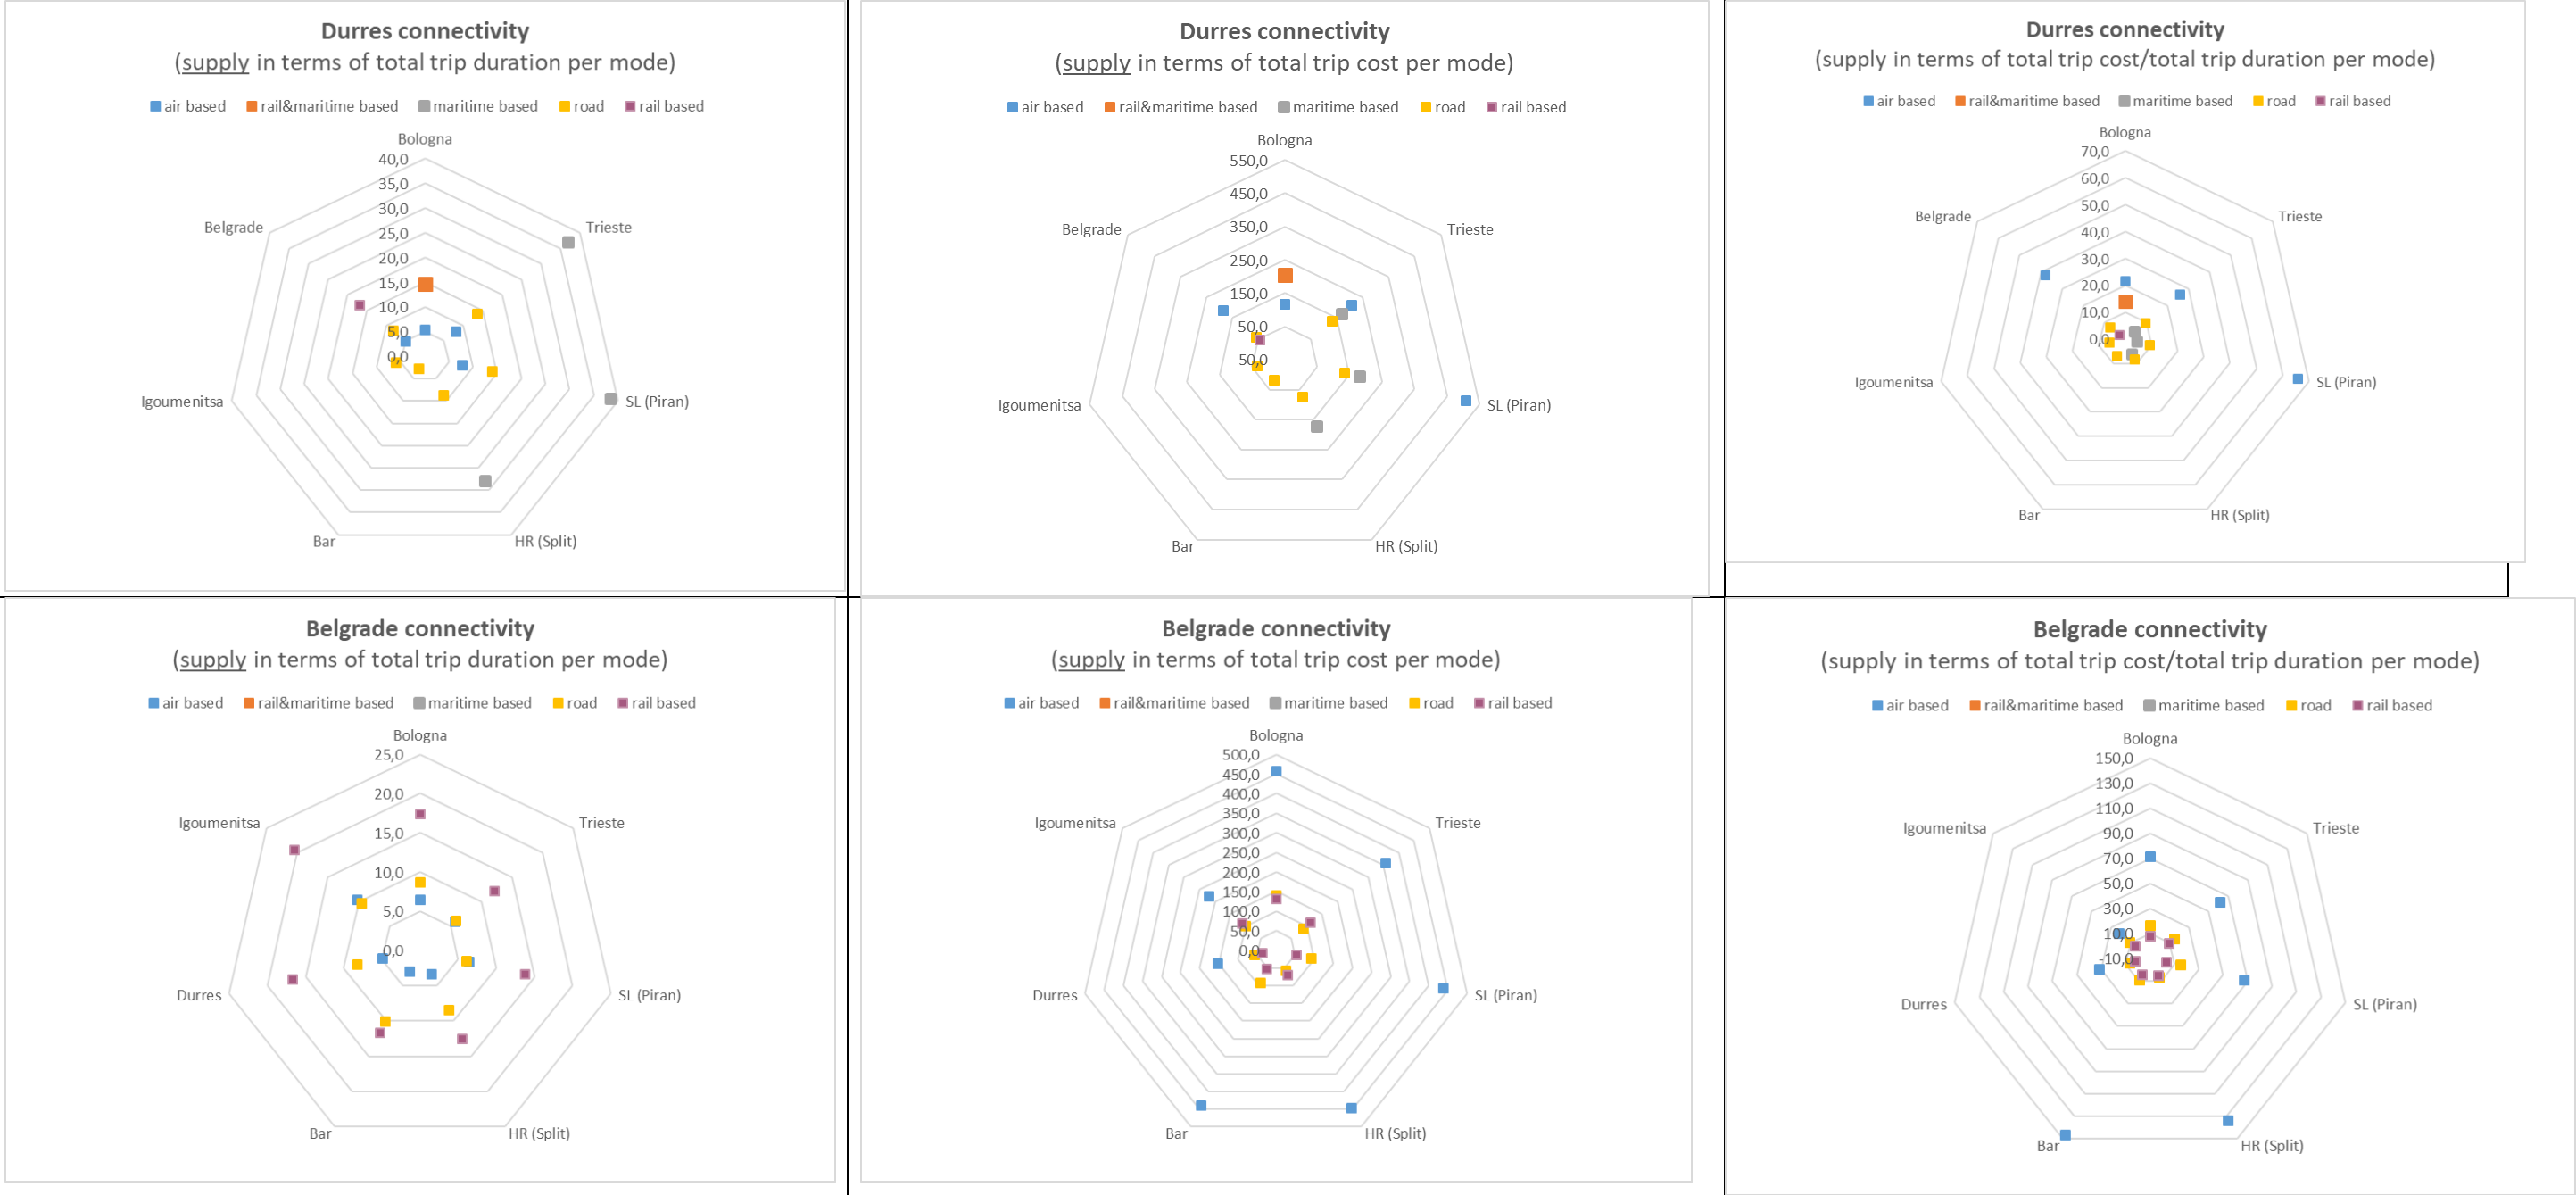 Durres connectivity
(supply in terms of total trip duration per mode)
air based rail&maritime based maritime based road rail based
Bologna
40,0
35,0
30,0
25,0
20,0
15,0
10,0
5,0
0,0
Trieste
SL (Piran)
HR (Split)
Bar
Igoumenitsa
Belgrade
Durres connectivity
(supply in terms of total trip cost per mode)
air based rail&maritime based maritime based road rail based
Bologna
550,0
450,0
350,0
250,0
150,0
50,0
-50,0
Trieste
SL (Piran)
HR (Split)
Bar
Igoumenitsa
Belgrade
Durres connectivity
(supply in terms of total trip cost/total trip duration per mode)
air based rail&maritime based maritime based road rail based
Bologna
70,0
60,0
50,0
40,0
30,0
20,0
10,0
0,0
Trieste
SL (Piran)
HR (Split)
Bar
Igoumenitsa
Belgrade
Belgrade connectivity
(supply in terms of total trip duration per mode)
air based rail&maritime based maritime based road rail based
Bologna
25,0
20,0
15,0
10,0
5,0
0,0
Trieste
SL (Piran)
HR (Split)
Bar
Durres
Igoumenitsa
Belgrade connectivity
(supply in terms of total trip cost per mode)
air based rail&maritime based maritime based road rail based
Bologna
500,0
450,0
400,0
350,0
300,0
250,0
200,0
150,0
100,0
50,0
0,0
Trieste
SL (Piran)
HR (Split)
Bar
Durres
Igoumenitsa
Belgrade connectivity
(supply in terms of total trip cost/total trip duration per mode)
air based rail&maritime based maritime based road rail based
Bologna
150,0
130,0
110,0
90,0
70,0
50,0
30,0
10,0
-10,0
Trieste
SL (Piran)
HR (Split)
Bar
Durres
Igoumenitsa